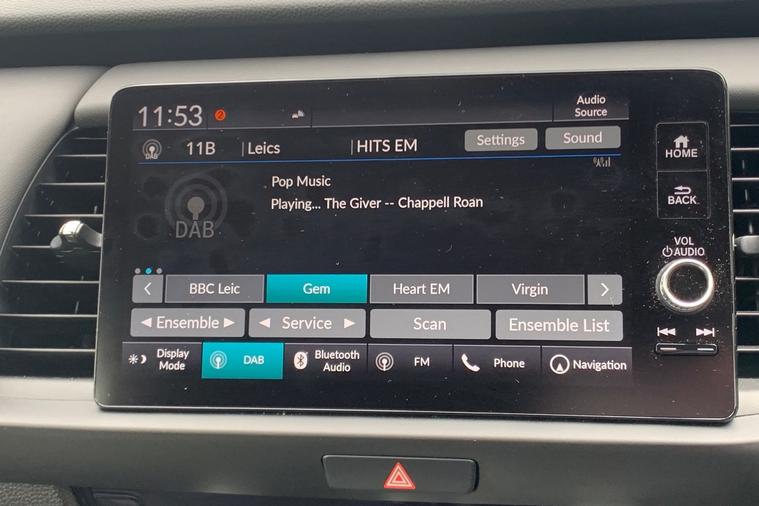 11:53 2 Audio
Source
DAB 11B Leics HITS EM Settings Sound
HOME
Pop Music
Playing... The Giver -- Chappell Roan
DAB
BACK
VOL
AUDIO
BBC Leic Gem Heart EM Virgin
Ensemble Service Scan Ensemble List
Display
Mode
DAB
Bluetooth
Audio
FM
Phone
Navigation